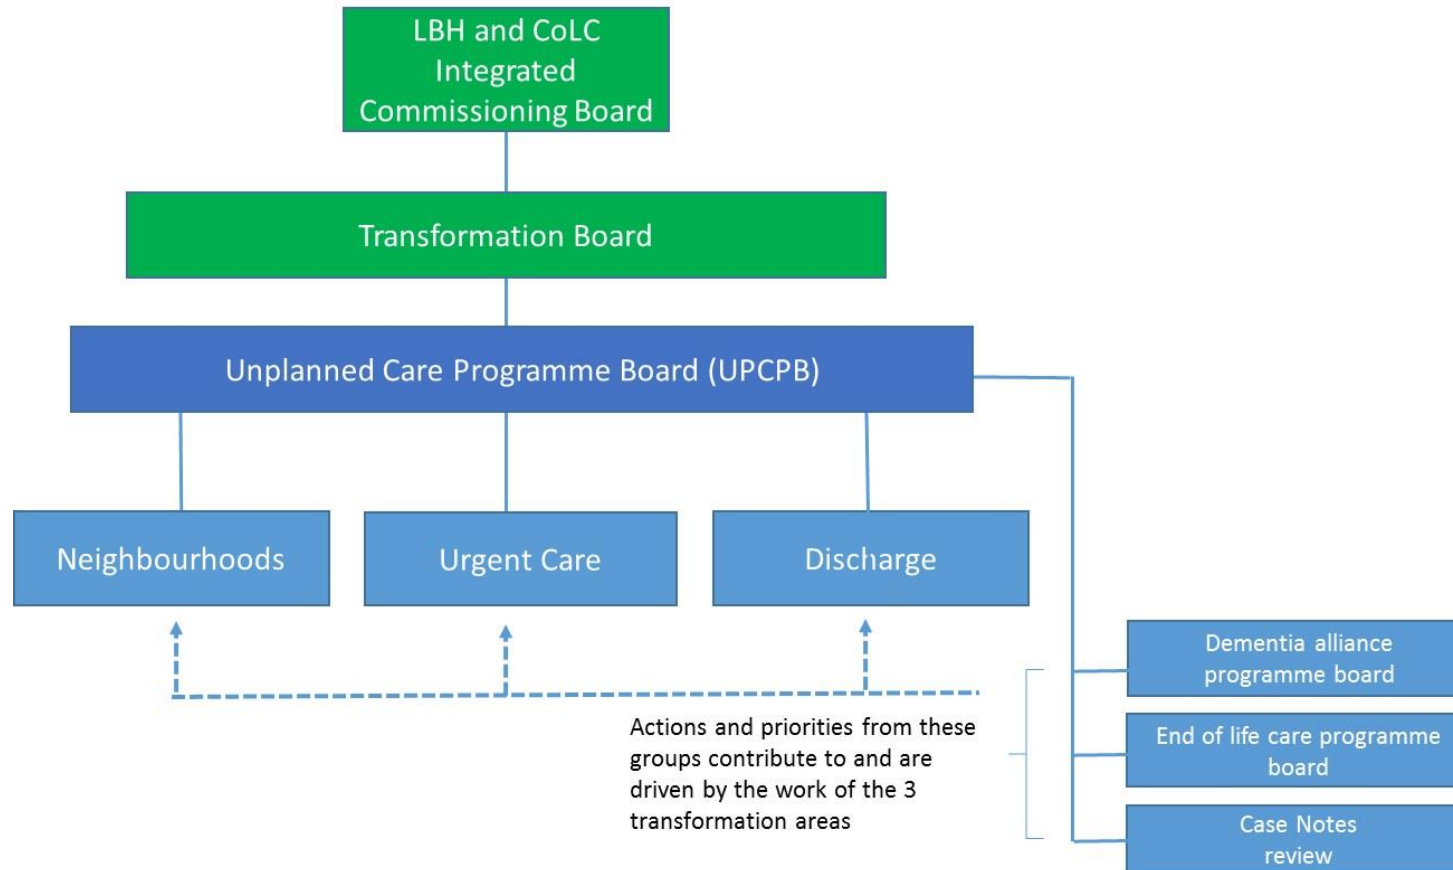 LBH and CoLC
Integrated
Commissioning Board
Transformation Board
Unplanned Care Programme Board (UPCPB)
Neighbourhoods
Urgent Care
Discharge
Dementia alliance
programme board
Actions and priorities from these
groups contribute to and are
driven by the work of the 3
transformation areas
End of life care programme
board
Case Notes
review